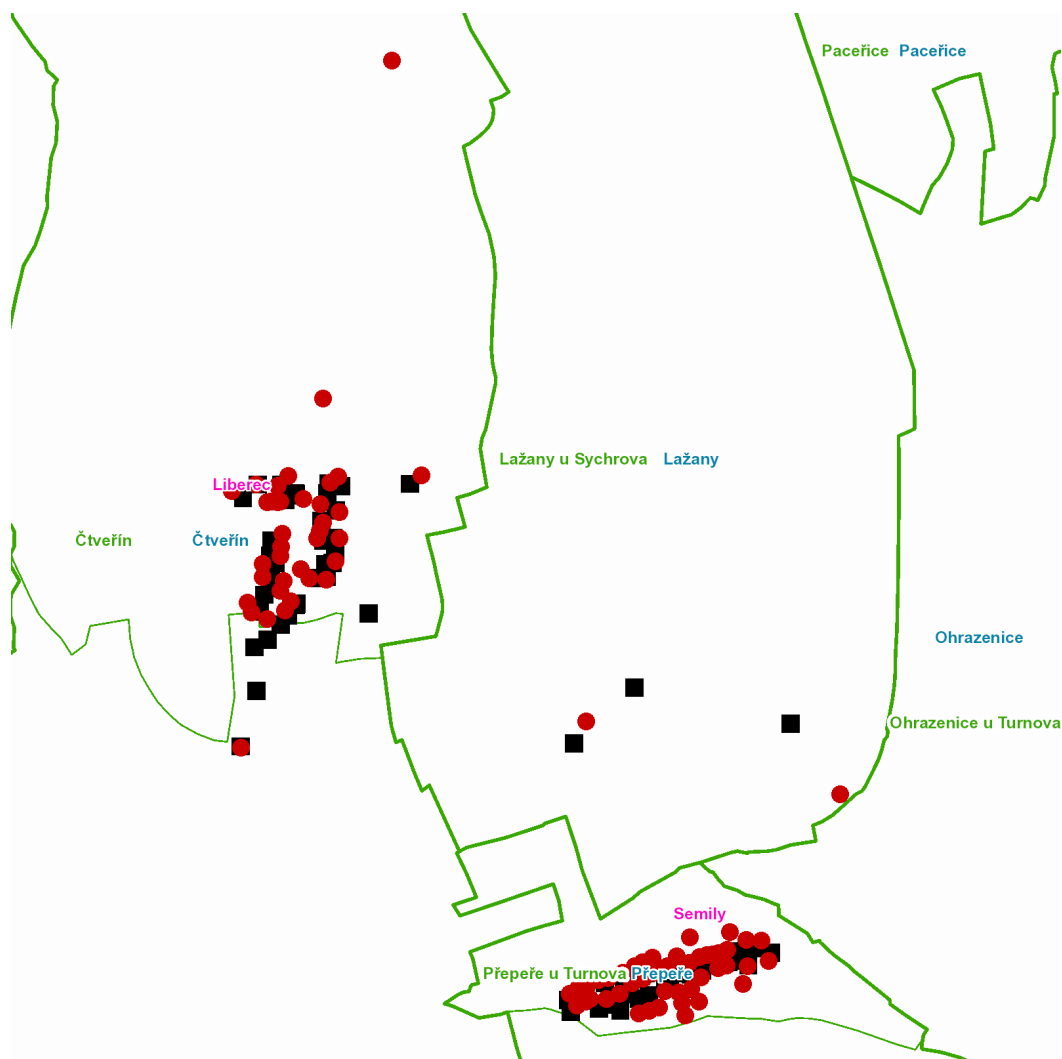 Paceřice Paceřice
Lažany u Sychrova Lažany
Liberec
Čtveřín Čtveřín
Ohrazenice
Ohrazenice u Turnova
Semily
Přepeře u Turnova Přepeře